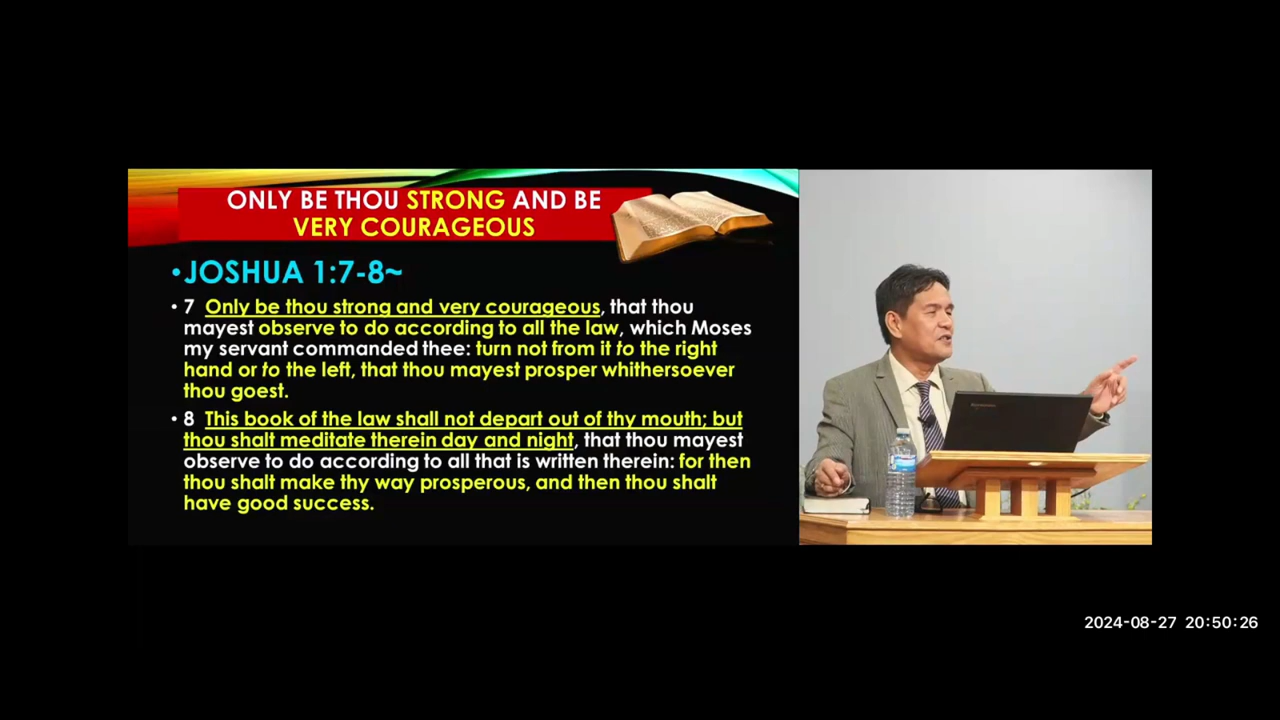 ONLY BE THOU STRONG AND BE
VERY COURAGEOUS
•JOSHUA 1:7-8~
• 7 Only be thou strong and very courageous, that thou
mayest observe to do according to all the law, which Moses
my servant commanded thee: turn not from it to the right
hand or to the left, that thou mayest prosper whithersoever
thou goest.
• 8 This book of the law shall not depart out of thy mouth; but
thou shalt meditate therein day and night, that thou mayest
observe to do according to all that is written therein: for then
thou shalt make thy way prosperous, and then thou shalt
have good success.
2024-08-27 20:50:26